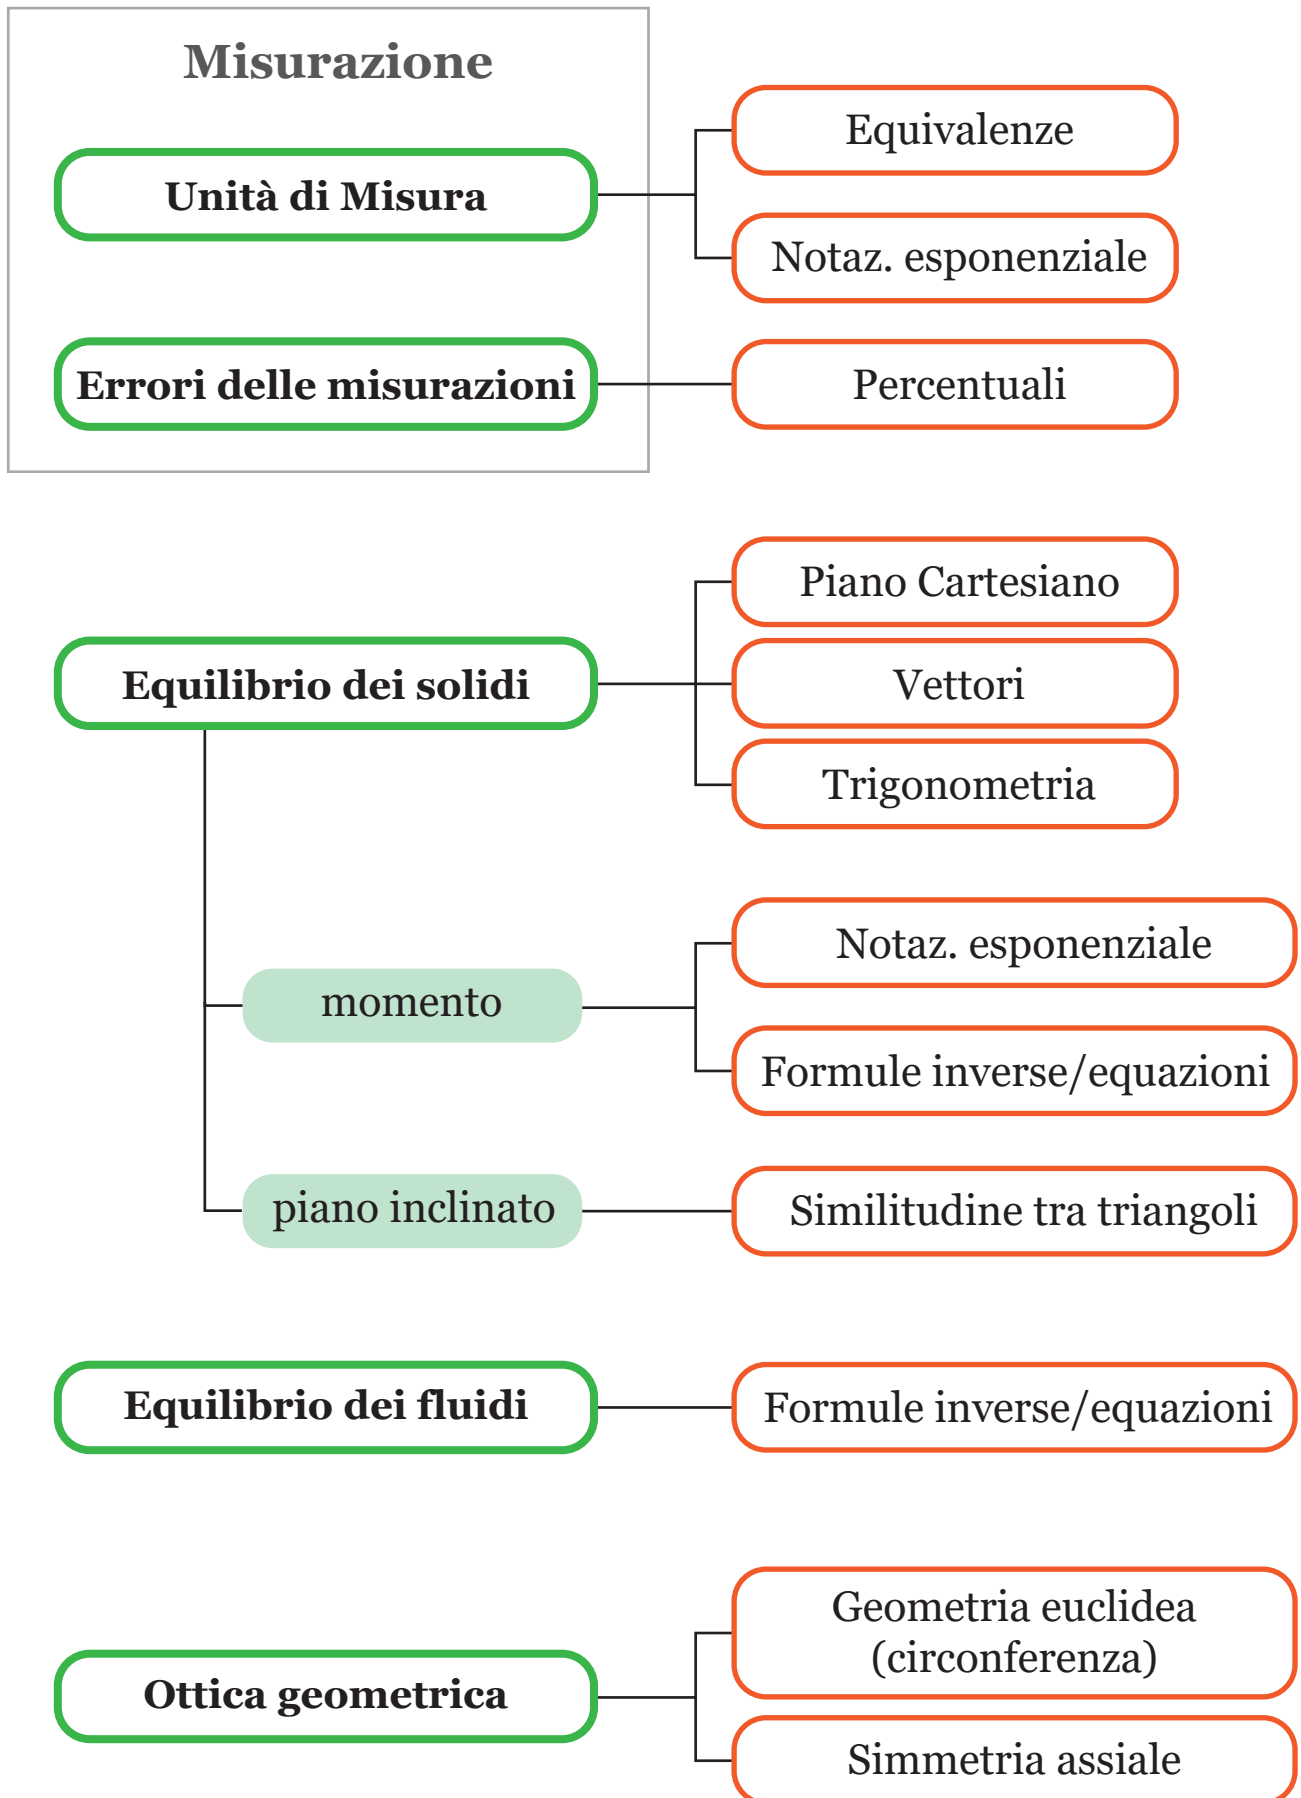 Misurazione
Unità di Misura
Equivalenze
Notaz. esponenziale
Errori delle misurazioni
Percentuali
Equilibrio dei solidi
Piano Cartesiano
Vettori
Trigonometria
momento
Notaz. esponenziale
Formule inverse/equazioni
piano inclinato
Similitudine tra triangoli
Equilibrio dei fluidi
Formule inverse/equazioni
Ottica geometrica
Geometria euclidea
(circonferenza)
Simmetria assiale